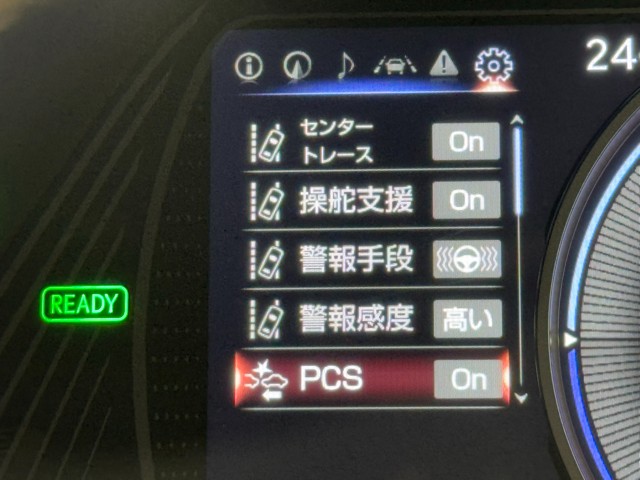 24
センター
トレース
On
操舵支援 On
警報手段
警報感度 高い
PCS On
READY